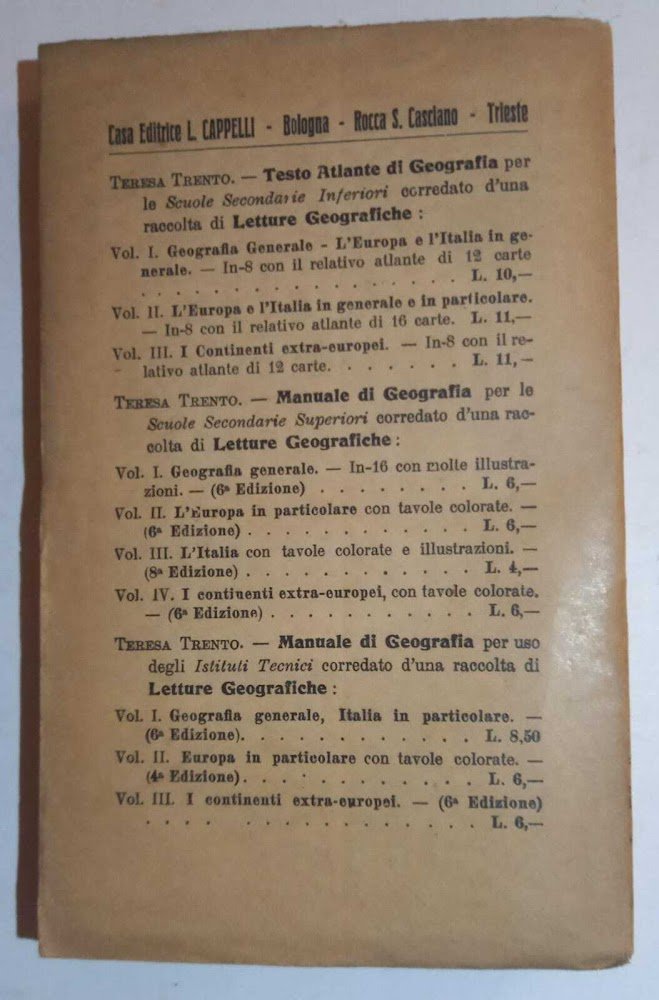 Casa Editrice L. CAPPELLI - Bologna - Rocca S. Casciano - Trieste
TERESA TRENTO. — Testo Atlante di Geografia per
le Scuole Secondarie Inferiori corredato d'una
raccolta di Letture Geografiche :
Vol. I. Geografia Generale - L'Europa e l'Italia in ge-
nerale. — In-8 con il relativo atlante di 12 carte
. . . . . . . . . . . . . . . . L. 10,—
Vol. II. L'Europa e l'Italia in generale e in particolare.
— In-8 con il relativo atlante di 16 carte. L. 11,—
Vol. III. I Continenti extra-europei. — In-8 con il re-
lativo atlante di 12 carte. . . . . . . L. 11,—
TERESA TRENTO. — Manuale di Geografia per le
Scuole Secondarie Superiori corredato d'una rac-
colta di Letture Geografiche :
Vol. I. Geografia generale. — In-16 con molte illustra-
zioni. — (6ª Edizione) . . . . . . . L. 6,—
Vol. II. L'Europa in particolare con tavole colorate. —
(6ª Edizione) . . . . . . . . . . . L. 6,—
Vol. III. L'Italia con tavole colorate e illustrazioni. —
(8ª Edizione) . . . . . . . . . . . L. 4,—
Vol. IV. I continenti extra-europei, con tavole colorate.
— (6ª Edizione) . . . . . . . . . . L. 6,—
TERESA TRENTO. — Manuale di Geografia per uso
degli Istituti Tecnici corredato d'una raccolta di
Letture Geografiche :
Vol. I. Geografia generale, Italia in particolare. —
(6ª Edizione). . . . . . . . . . . L. 8,50
Vol. II. Europa in particolare con tavole colorate. —
(4ª Edizione) . . . . . . . . . . . L. 6,—
Vol. III. I continenti extra-europei. — (6ª Edizione)
. . . . . . . . . . . . . . . . L. 6,—